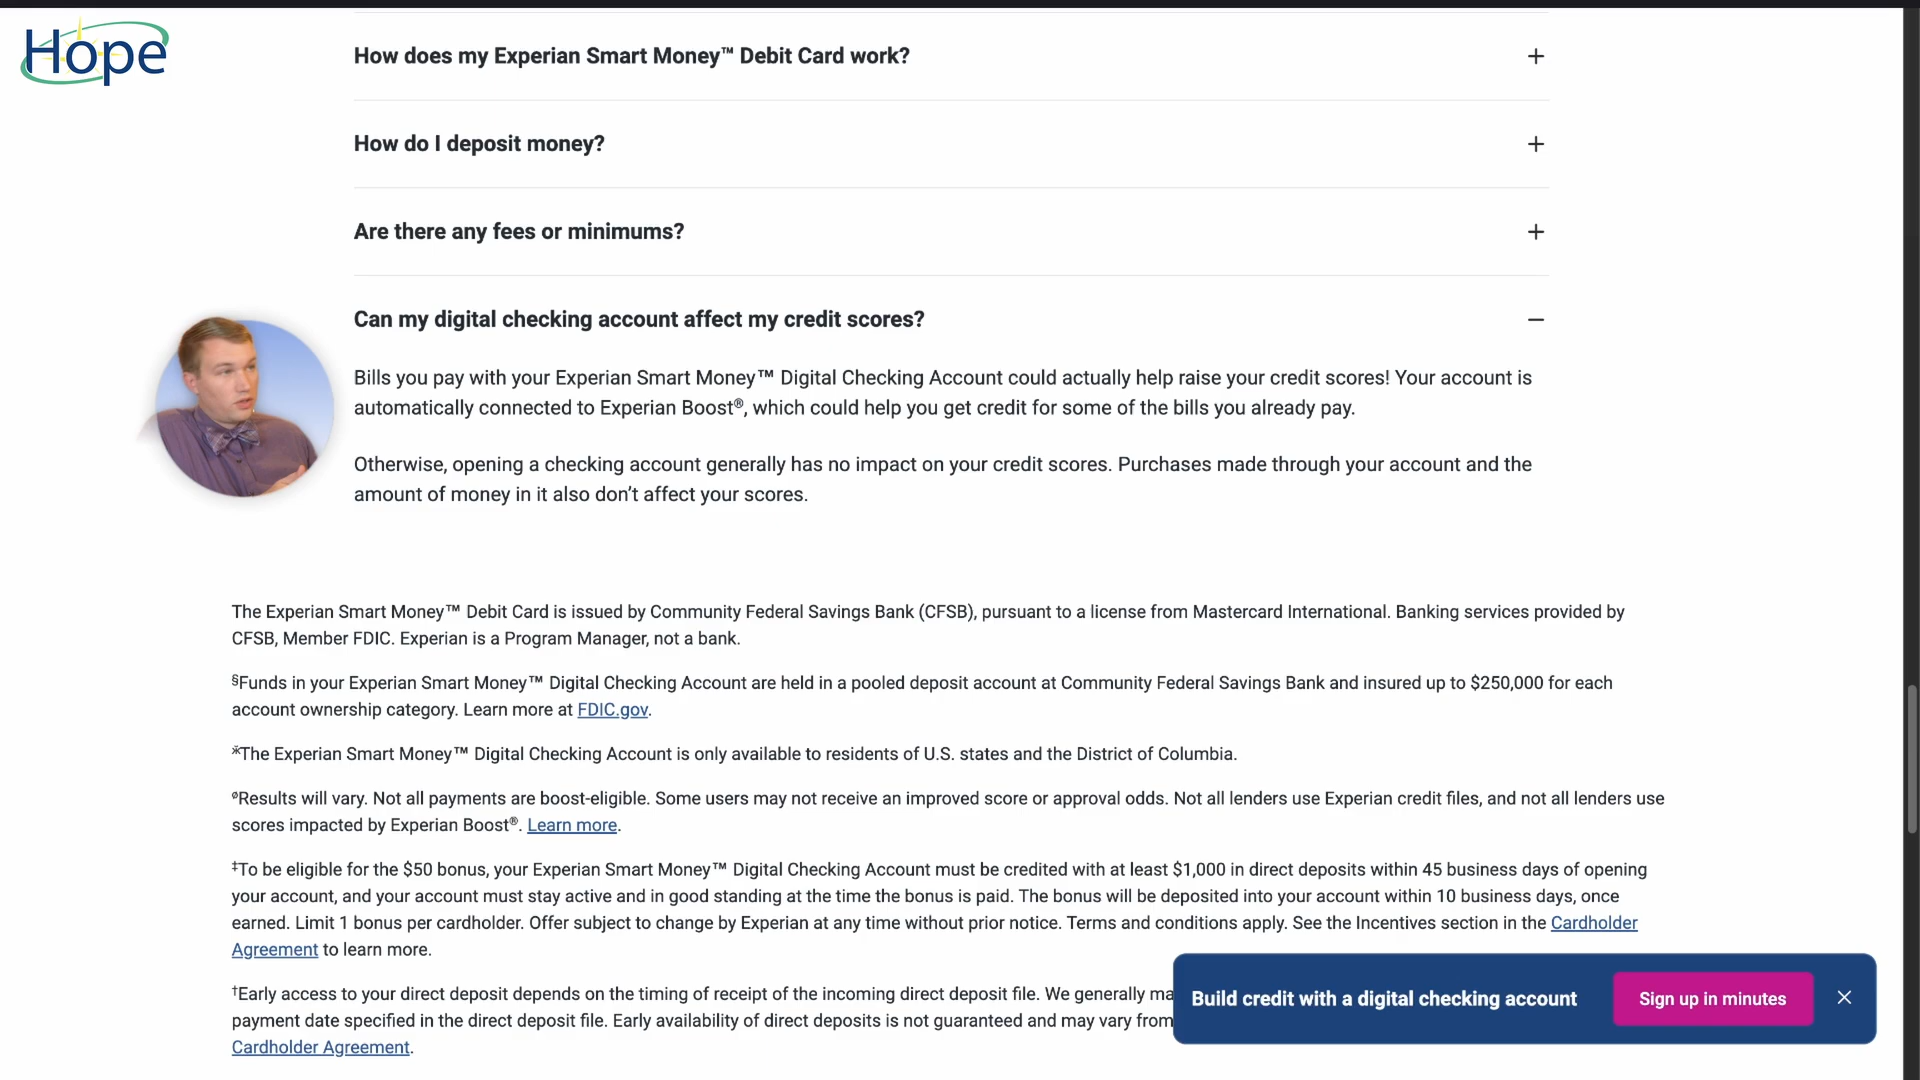 Hope
How does my Experian Smart Money™ Debit Card work?
How do I deposit money?
Are there any fees or minimums?
Can my digital checking account affect my credit scores?
Bills you pay with your Experian Smart Money™ Digital Checking Account could actually help raise your credit scores! Your account is
automatically connected to Experian Boost®, which could help you get credit for some of the bills you already pay.
Otherwise, opening a checking account generally has no impact on your credit scores. Purchases made through your account and the
amount of money in it also don’t affect your scores.
The Experian Smart Money™ Debit Card is issued by Community Federal Savings Bank (CFSB), pursuant to a license from Mastercard International. Banking services provided by
CFSB, Member FDIC. Experian is a Program Manager, not a bank.
§Funds in your Experian Smart Money™ Digital Checking Account are held in a pooled deposit account at Community Federal Savings Bank and insured up to $250,000 for each
account ownership category. Learn more at FDIC.gov.
ӂThe Experian Smart Money™ Digital Checking Account is only available to residents of U.S. states and the District of Columbia.
øResults will vary. Not all payments are boost-eligible. Some users may not receive an improved score or approval odds. Not all lenders use Experian credit files, and not all lenders use
scores impacted by Experian Boost®. Learn more.
‡To be eligible for the $50 bonus, your Experian Smart Money™ Digital Checking Account must be credited with at least $1,000 in direct deposits within 45 business days of opening
your account, and your account must stay active and in good standing at the time the bonus is paid. The bonus will be deposited into your account within 10 business days, once
earned. Limit 1 bonus per cardholder. Offer subject to change by Experian at any time without prior notice. Terms and conditions apply. See the Incentives section in the Cardholder
Agreement to learn more.
†Early access to your direct deposit depends on the timing of receipt of the incoming direct deposit file. We generally ma
payment date specified in the direct deposit file. Early availability of direct deposits is not guaranteed and may vary from
Cardholder Agreement.
Build credit with a digital checking account
Sign up in minutes